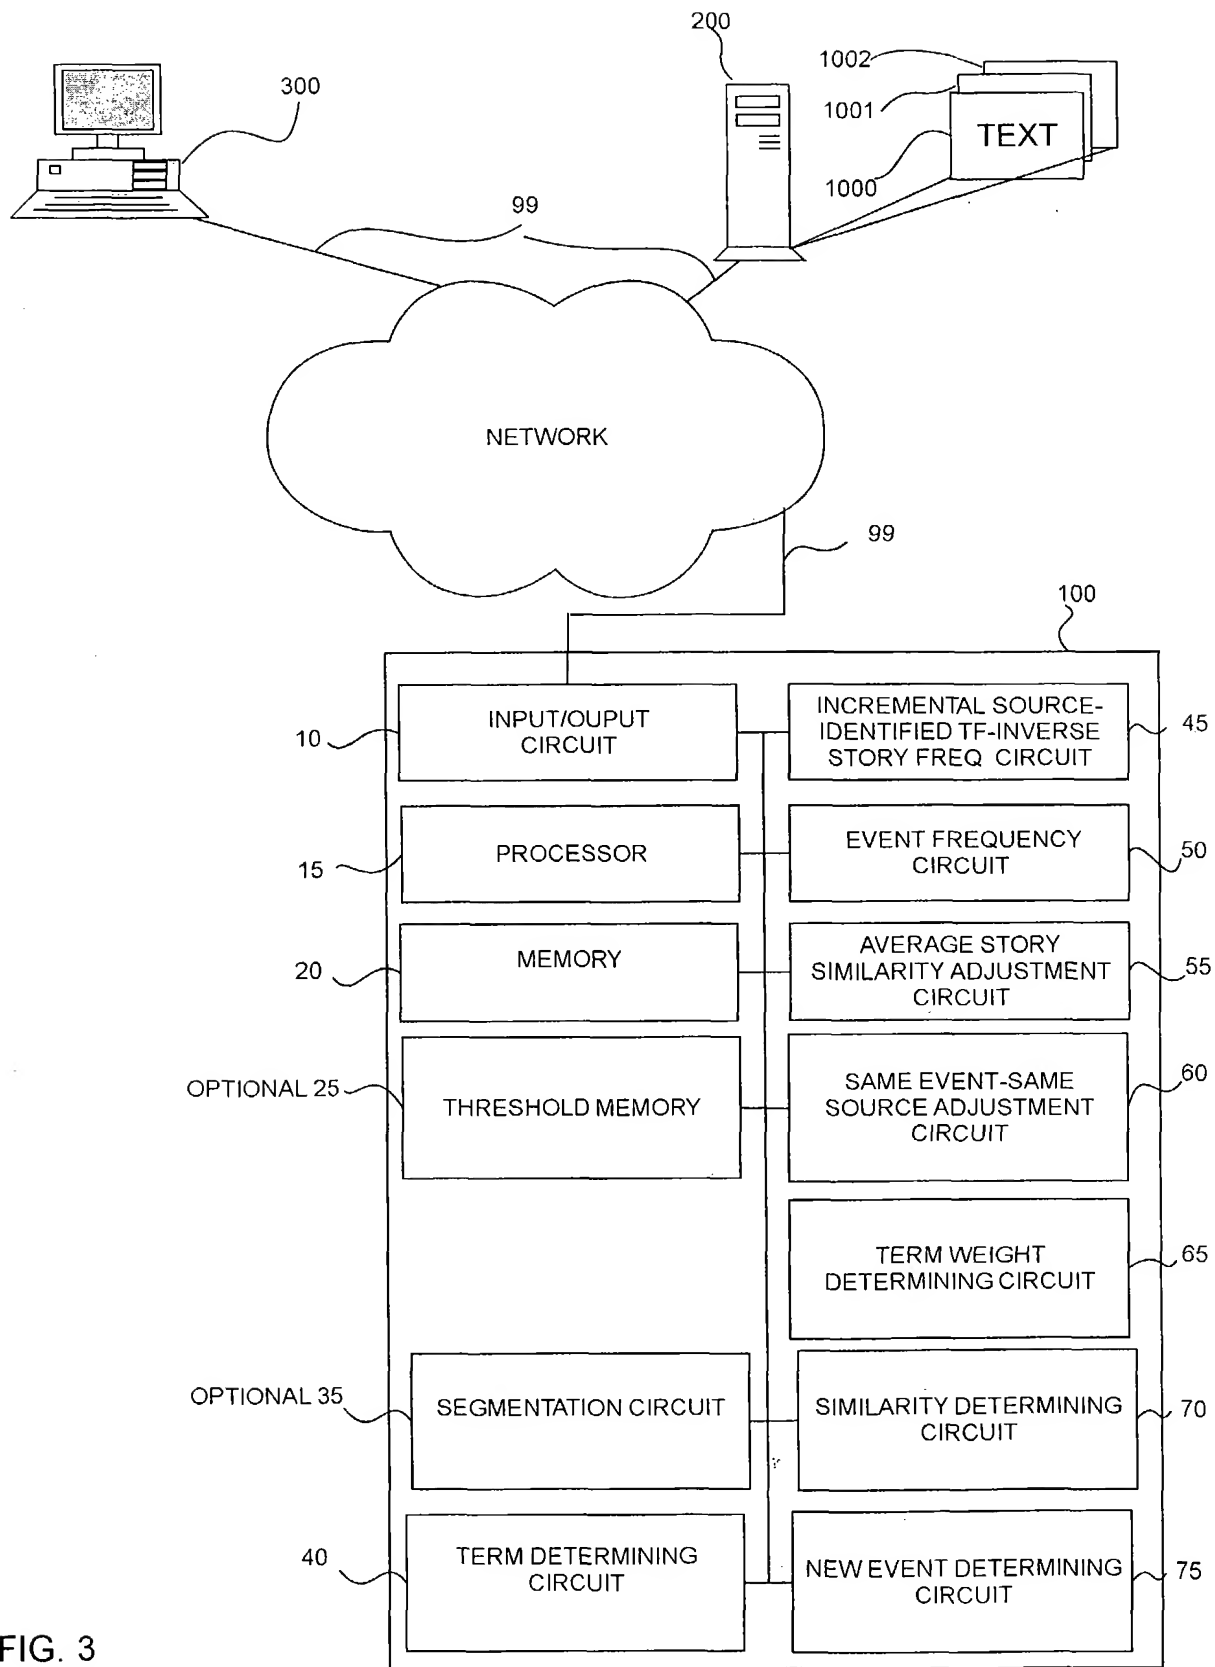 200
1002
1001
TEXT
1000
300
99
NETWORK
99
100
10
INPUT/OUPUT
CIRCUIT
INCREMENTAL SOURCE-
IDENTIFIED TF-INVERSE
STORY FREQ CIRCUIT
45
15
PROCESSOR
EVENT FREQUENCY
CIRCUIT
50
20
MEMORY
AVERAGE STORY
SIMILARITY ADJUSTMENT
CIRCUIT
55
OPTIONAL 25
THRESHOLD MEMORY
SAME EVENT-SAME
SOURCE ADJUSTMENT
CIRCUIT
60
TERM WEIGHT
DETERMINING CIRCUIT
65
OPTIONAL 35
SEGMENTATION CIRCUIT
SIMILARITY DETERMINING
CIRCUIT
70
40
TERM DETERMINING
CIRCUIT
NEW EVENT DETERMINING
CIRCUIT
75
FIG. 3